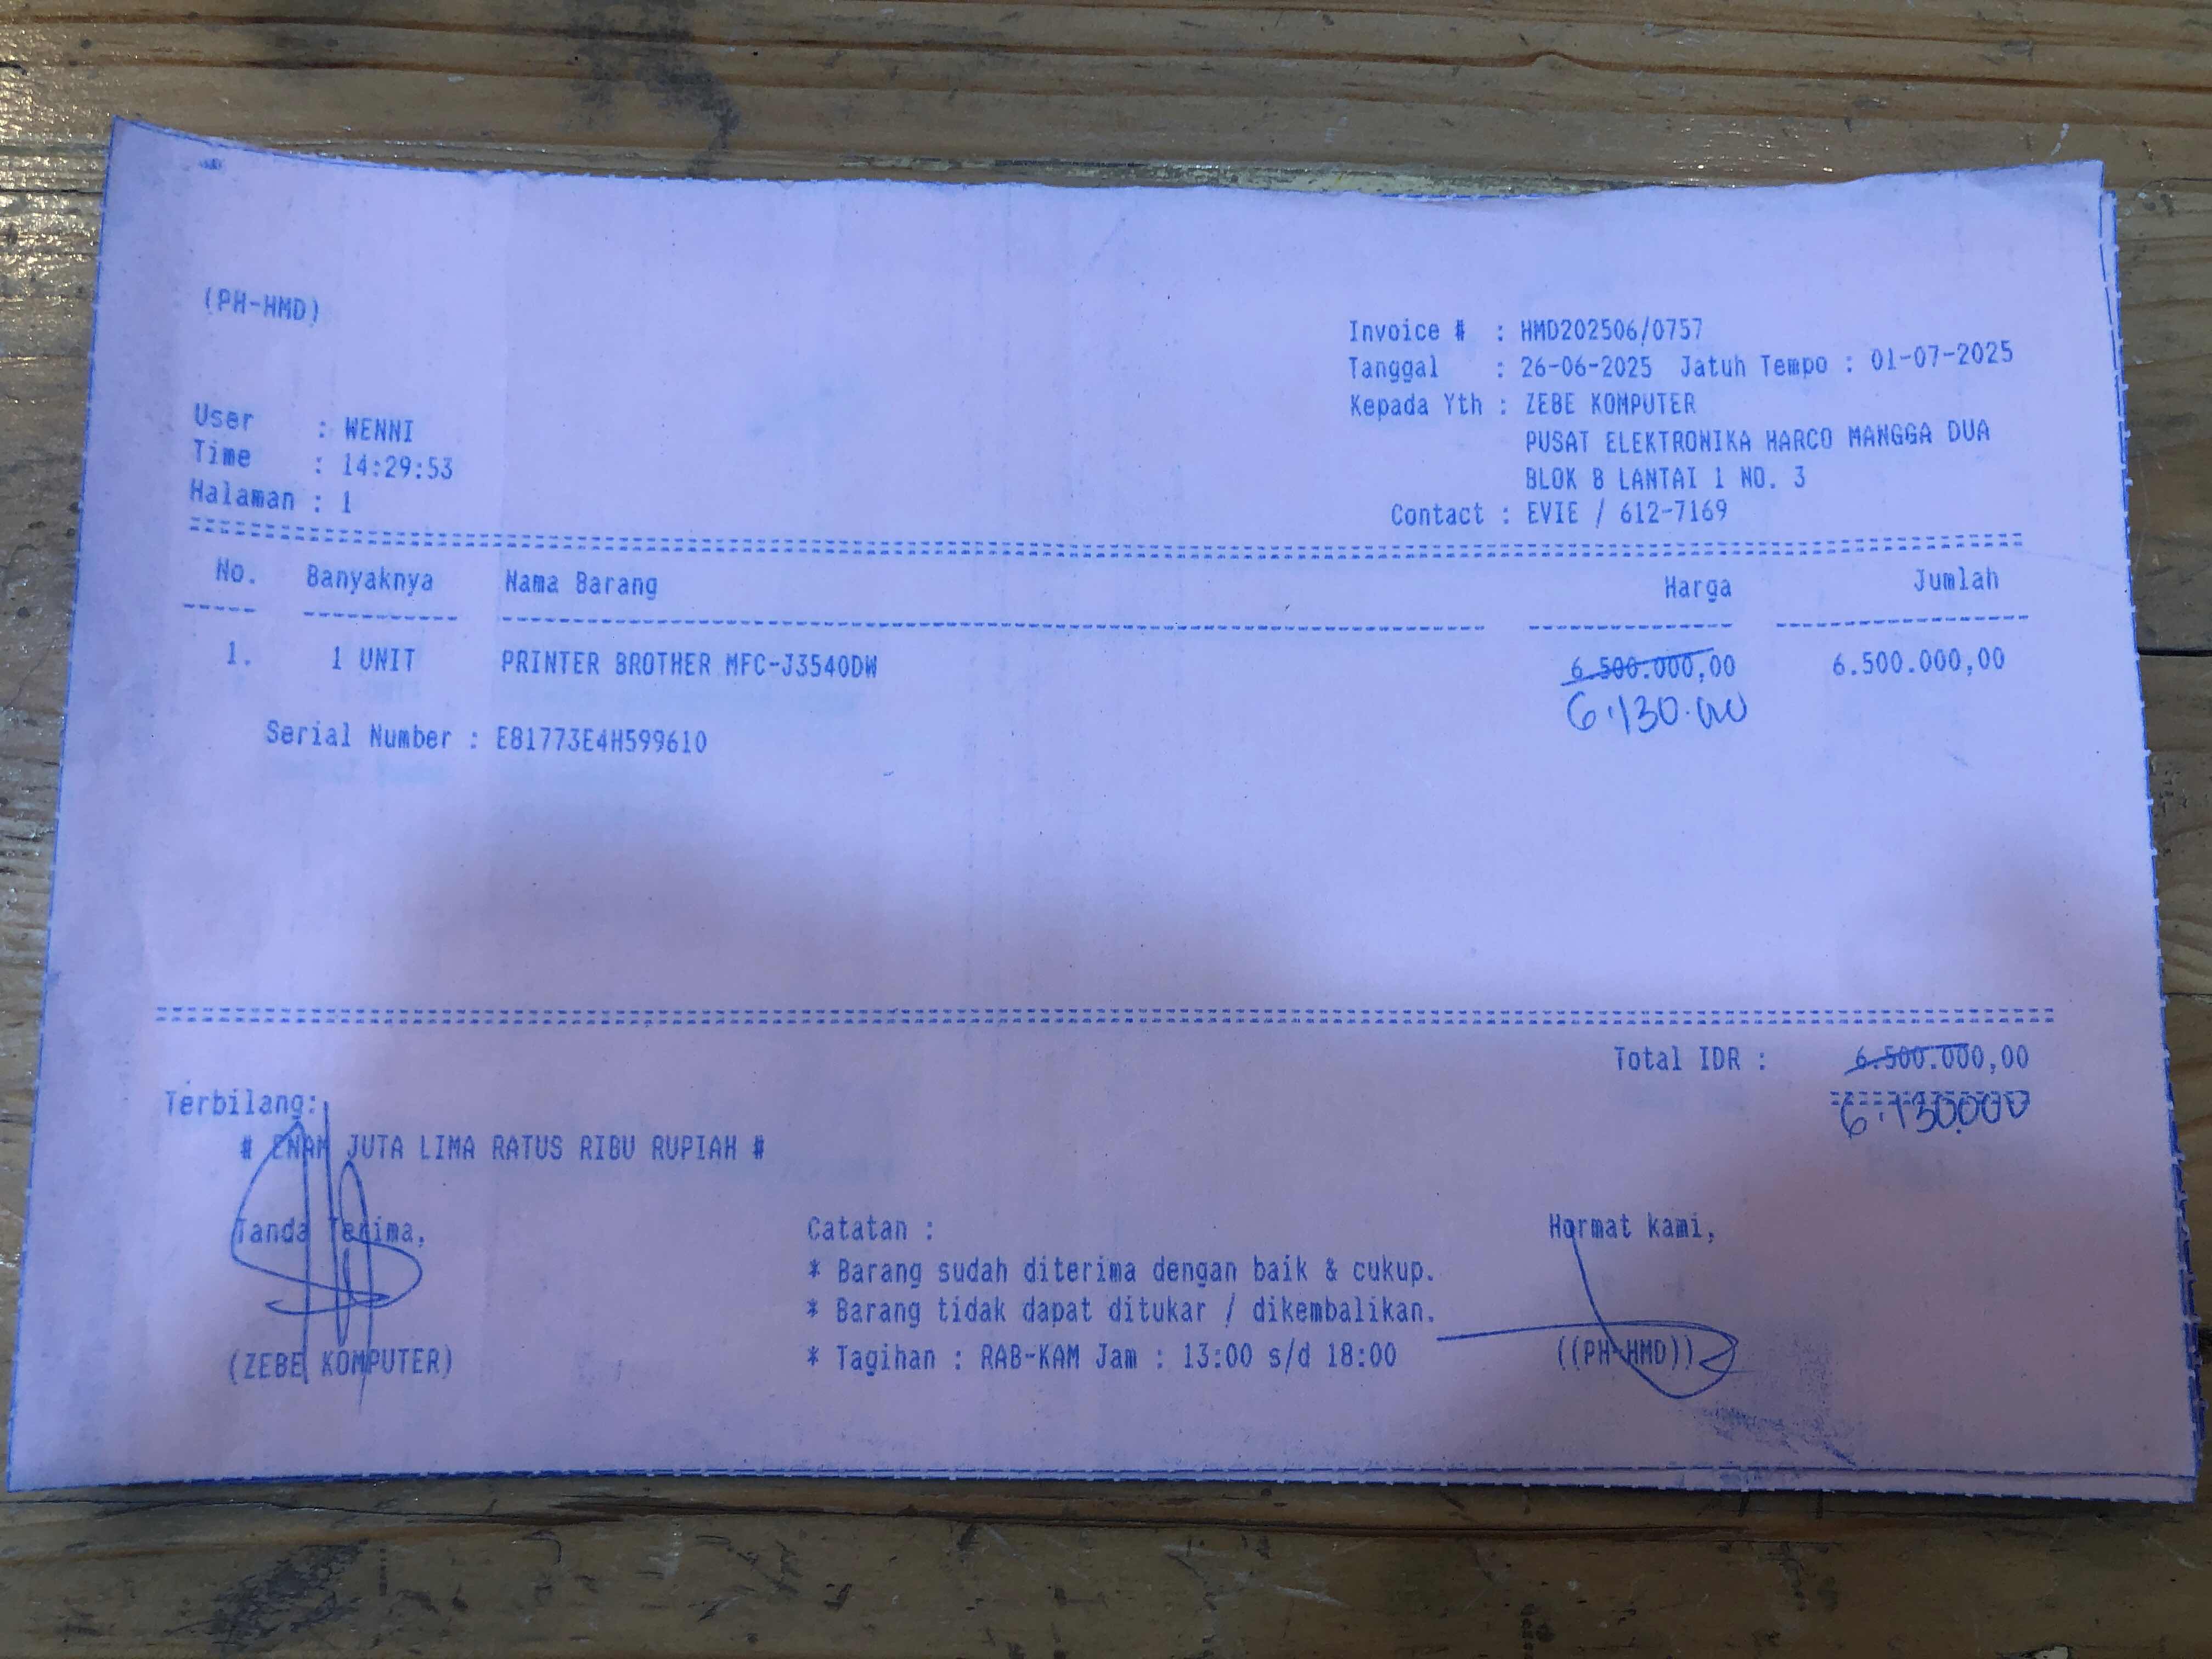 (PH-HMD)
Invoice # : HMD202506/0757
Tanggal : 26-06-2025 Jatuh Tempo : 01-07-2025
Kepada Yth : ZEBE KOMPUTER
PUSAT ELEKTRONIKA HARCO MANGGA DUA
BLOK B LANTAI 1 NO. 3
Contact : EVIE / 612-7169
User : WENNI
Time : 14:29:53
Halaman : 1
No. Banyaknya Nama Barang Harga Jumlah
1. 1 UNIT PRINTER BROTHER MFC-J3540DW 6.500.000,00 6.500.000,00
Serial Number : E81773E4H599610
Total IDR : 6.500.000,00
6.130.000
Terbilang:
# ENAM JUTA LIMA RATUS RIBU RUPIAH #
Tanda Terima,
(ZEBE KOMPUTER)
Catatan :
* Barang sudah diterima dengan baik & cukup.
* Barang tidak dapat ditukar / dikembalikan.
* Tagihan : RAB-KAM Jam : 13:00 s/d 18:00
Hormat kami,
((PH-HMD))